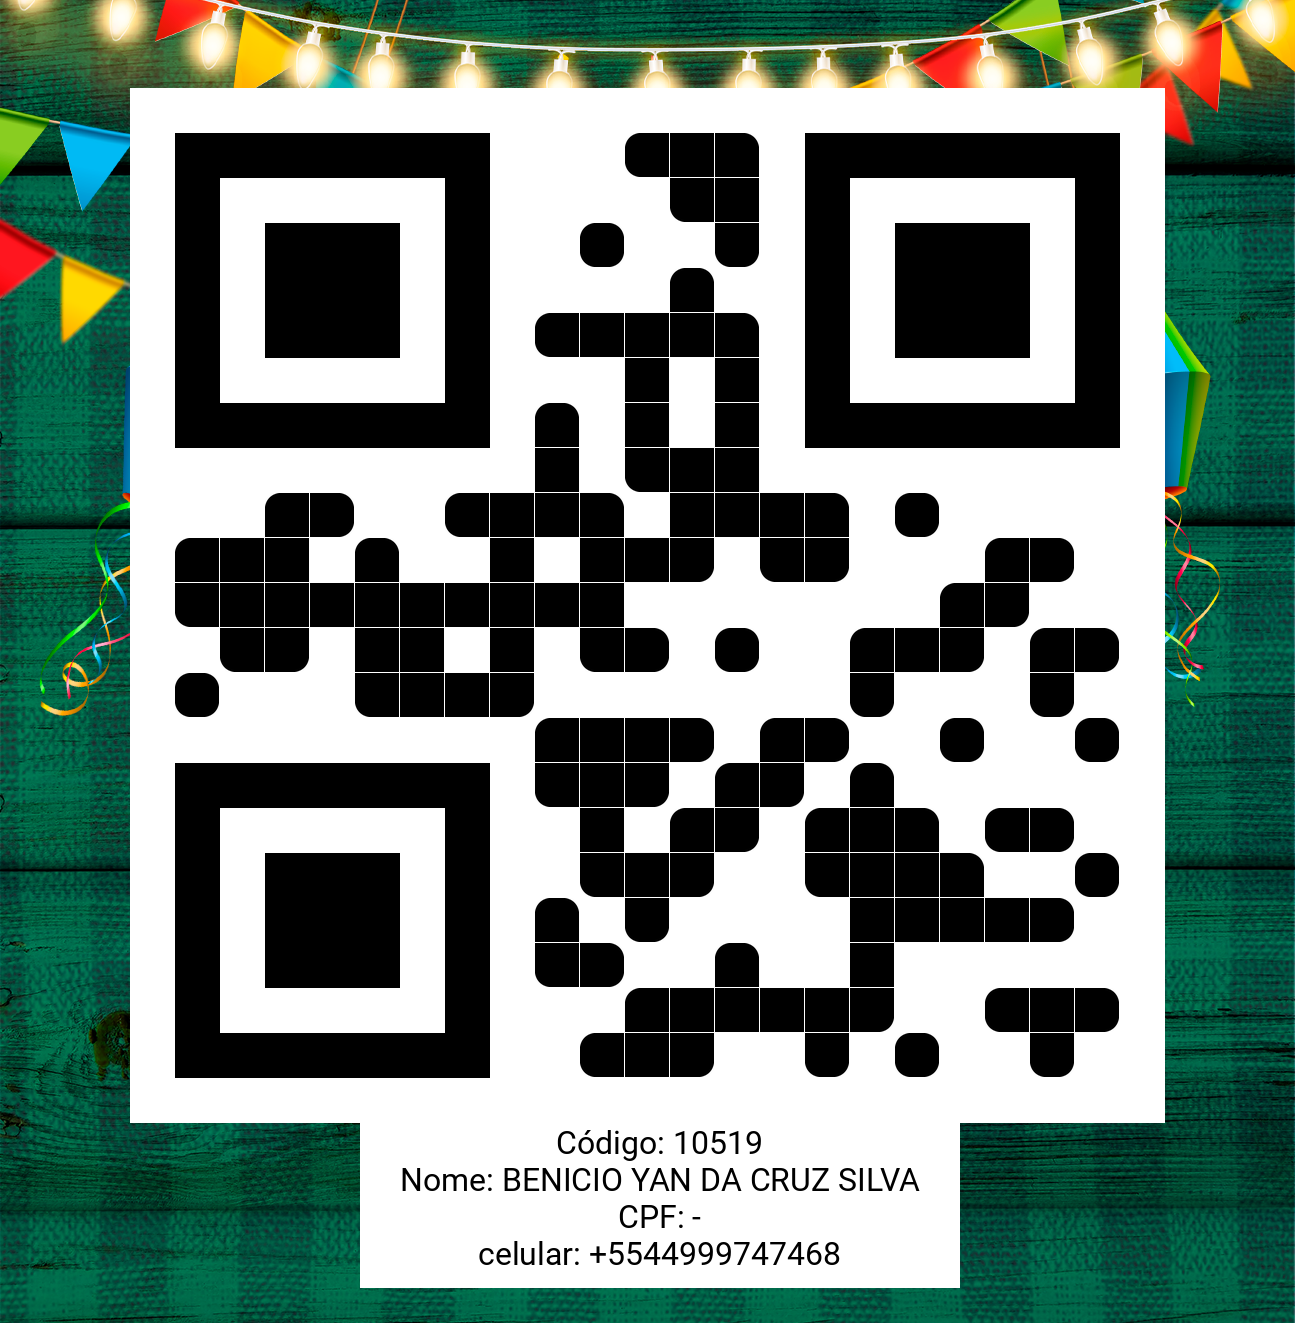 Código: 10519
Nome: BENICIO YAN DA CRUZ SILVA
CPF: -
celular: +5544999747468